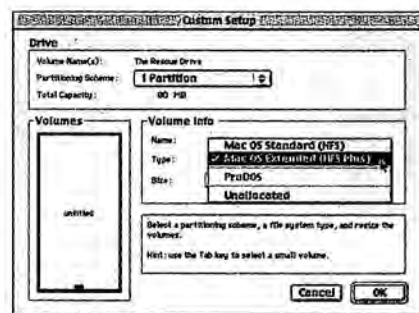 Custom Setup
Drive
Volume Name(s): The Rescue Drive
Partitioning Scheme: 1 Partition
Total Capacity: 80 MB
Volumes
untitled
Volume Info
Name:
Type:
Size:
Mac OS Standard (HFS)
✓ Mac OS Extended (HFS Plus)
ProDOS
Unallocated
Select a partitioning scheme, a file system type, and resize the
volumes.
Hint: use the Tab key to select a small volume.
Cancel OK